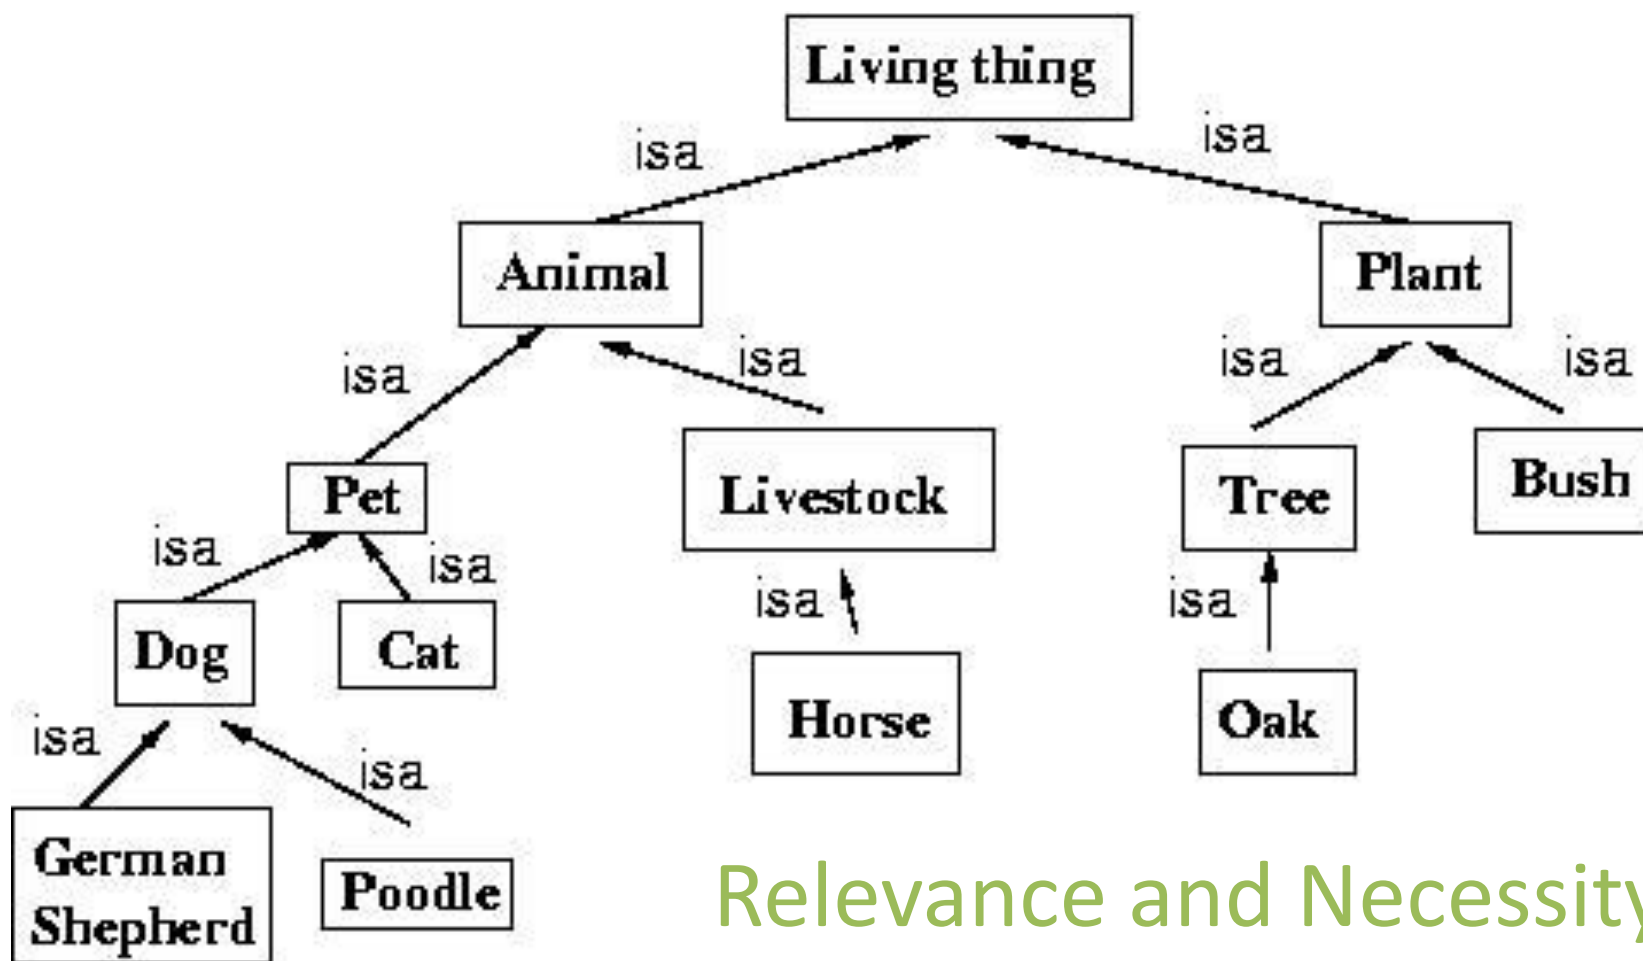 Living thing
isa
isa
Animal
Plant
isa
isa
isa
isa
Pet
Livestock
Tree
Bush
isa
isa
isa
isa
Dog
Cat
Horse
Oak
isa
isa
German
Shepherd
Poodle
Relevance and Necessity